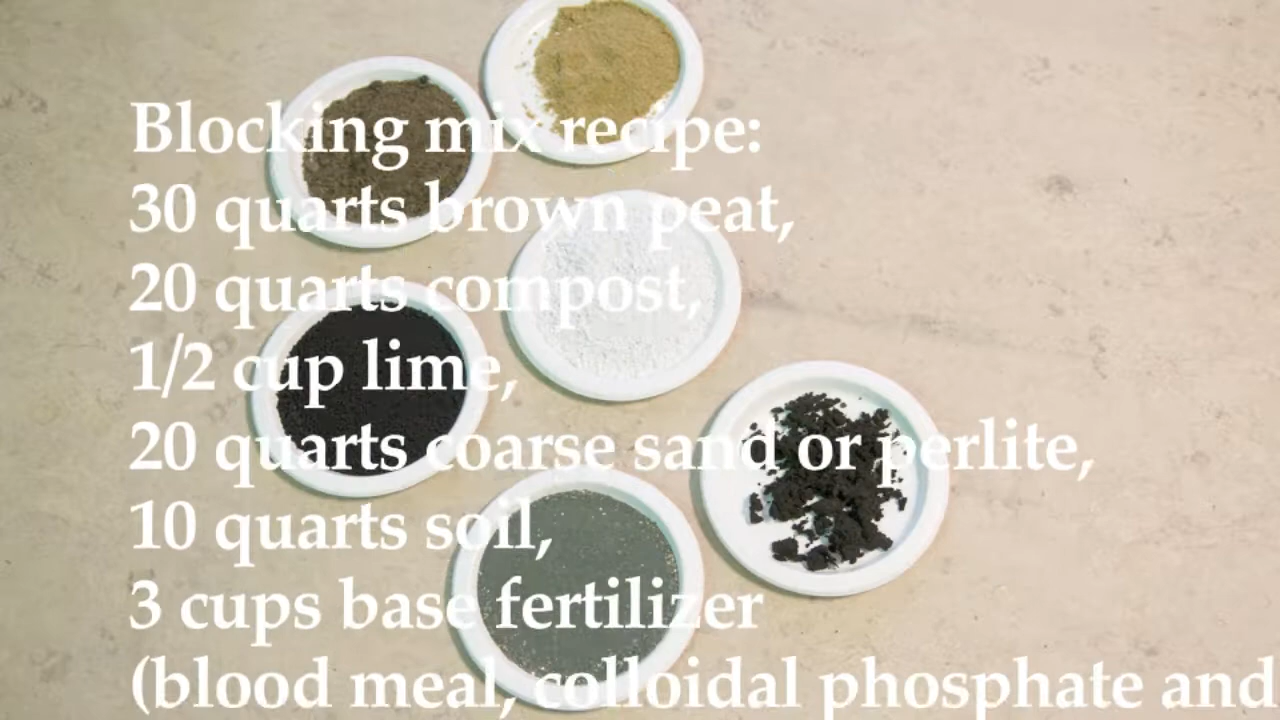 Blocking mix recipe:
30 quarts brown peat,
20 quarts compost,
1/2 cup lime,
20 quarts coarse sand or perlite,
10 quarts soil,
3 cups base fertilizer
(blood meal, colloidal phosphate and